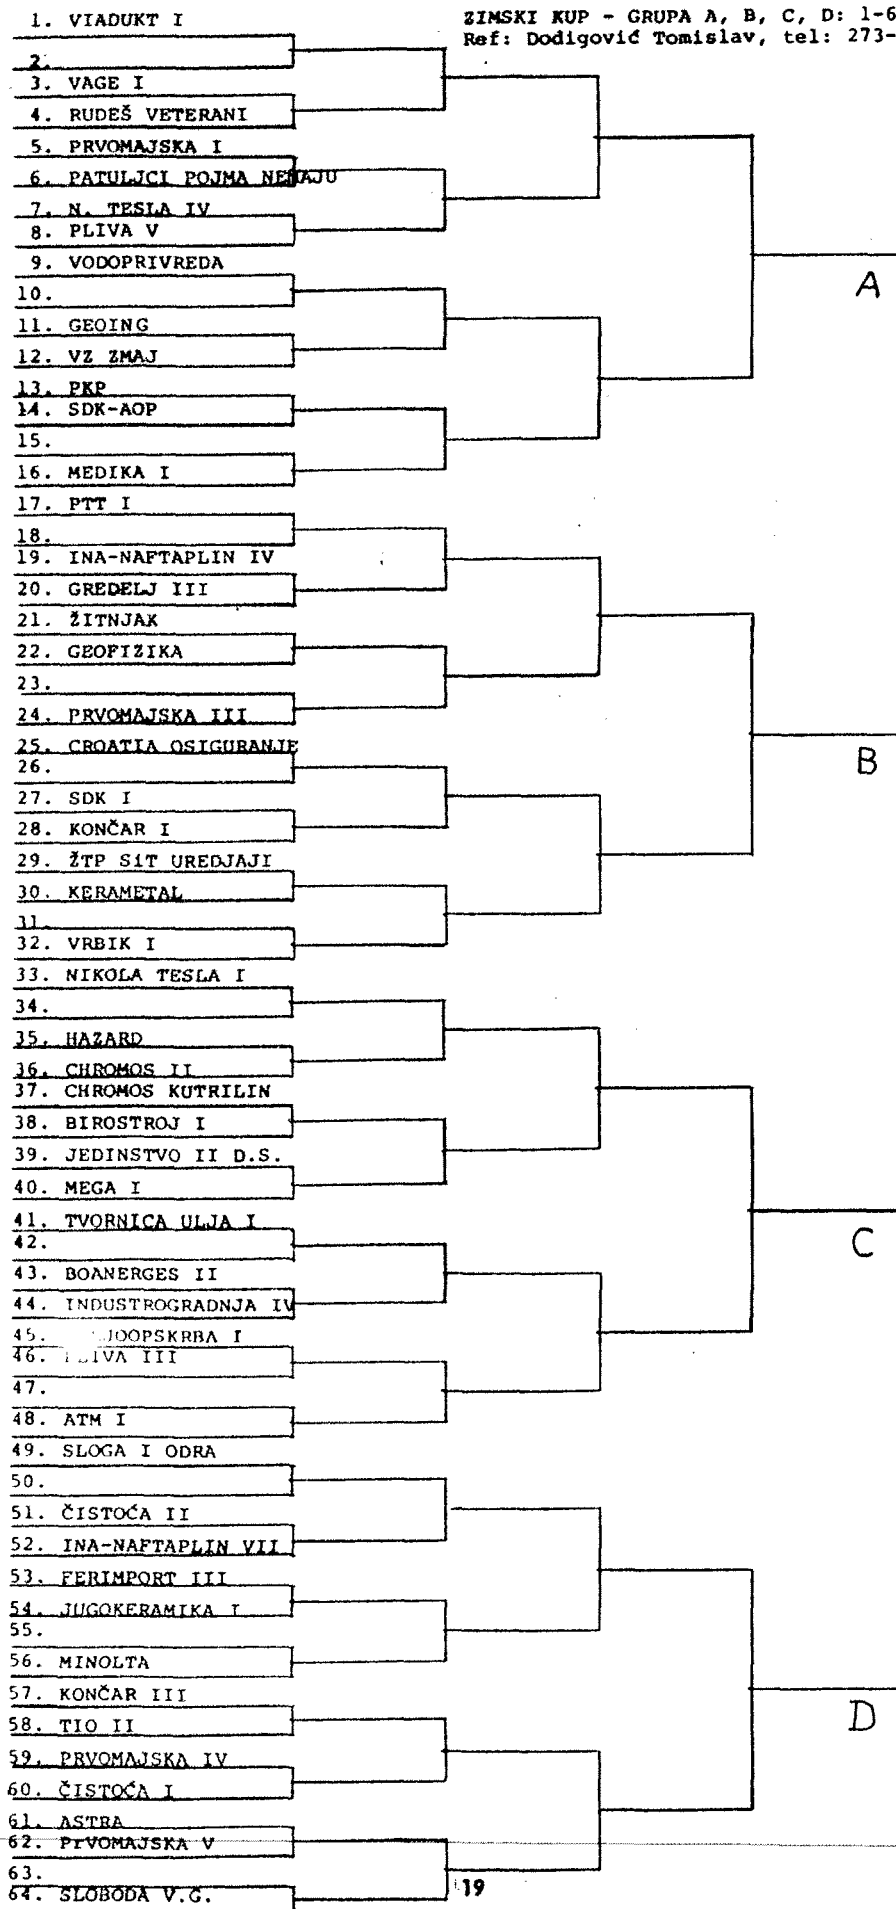 ZIMSKI KUP - GRUPA A, B, C, D: 1-6
Ref: Dodigović Tomislav, tel: 273-
1. VIADUKT I
2.
3. VAGE I
4. RUDEŠ VETERANI
5. PRVOMAJSKA I
6. PATULJCI POJMA NEMAJU
7. N. TESLA IV
8. PLIVA V
9. VODOPRIVREDA
10.
11. GEOING
12. VZ ZMAJ
13. PKP
14. SDK-AOP
15.
16. MEDIKA I
A
17. PTT I
18.
19. INA-NAFTAPLIN IV
20. GREDELJ III
21. ŽITNJAK
22. GEOFIZIKA
23.
24. PRVOMAJSKA III
25. CROATIA OSIGURANJE
26.
27. SDK I
28. KONČAR I
29. ŽTP SiT UREDJAJI
30. KERAMETAL
31.
32. VRBIK I
B
33. NIKOLA TESLA I
34.
35. HAZARD
36. CHROMOS II
37. CHROMOS KUTRILIN
38. BIROSTROJ I
39. JEDINSTVO II D.S.
40. MEGA I
41. TVORNICA ULJA I
42.
43. BOANERGES II
44. INDUSTROGRADNJA IV
45. JOOPSKRBA I
46. IVA III
47.
48. ATM I
C
49. SLOGA I ODRA
50.
51. ČISTOĆA II
52. INA-NAFTAPLIN VII
53. FERIMPORT III
54. JUGOKERAMIKA I
55.
56. MINOLTA
57. KONČAR III
58. TIO II
59. PRVOMAJSKA IV
60. ČISTOĆA I
61. ASTRA
62. PrVOMAJSKA V
63.
64. SLOBODA V.G.
D
19